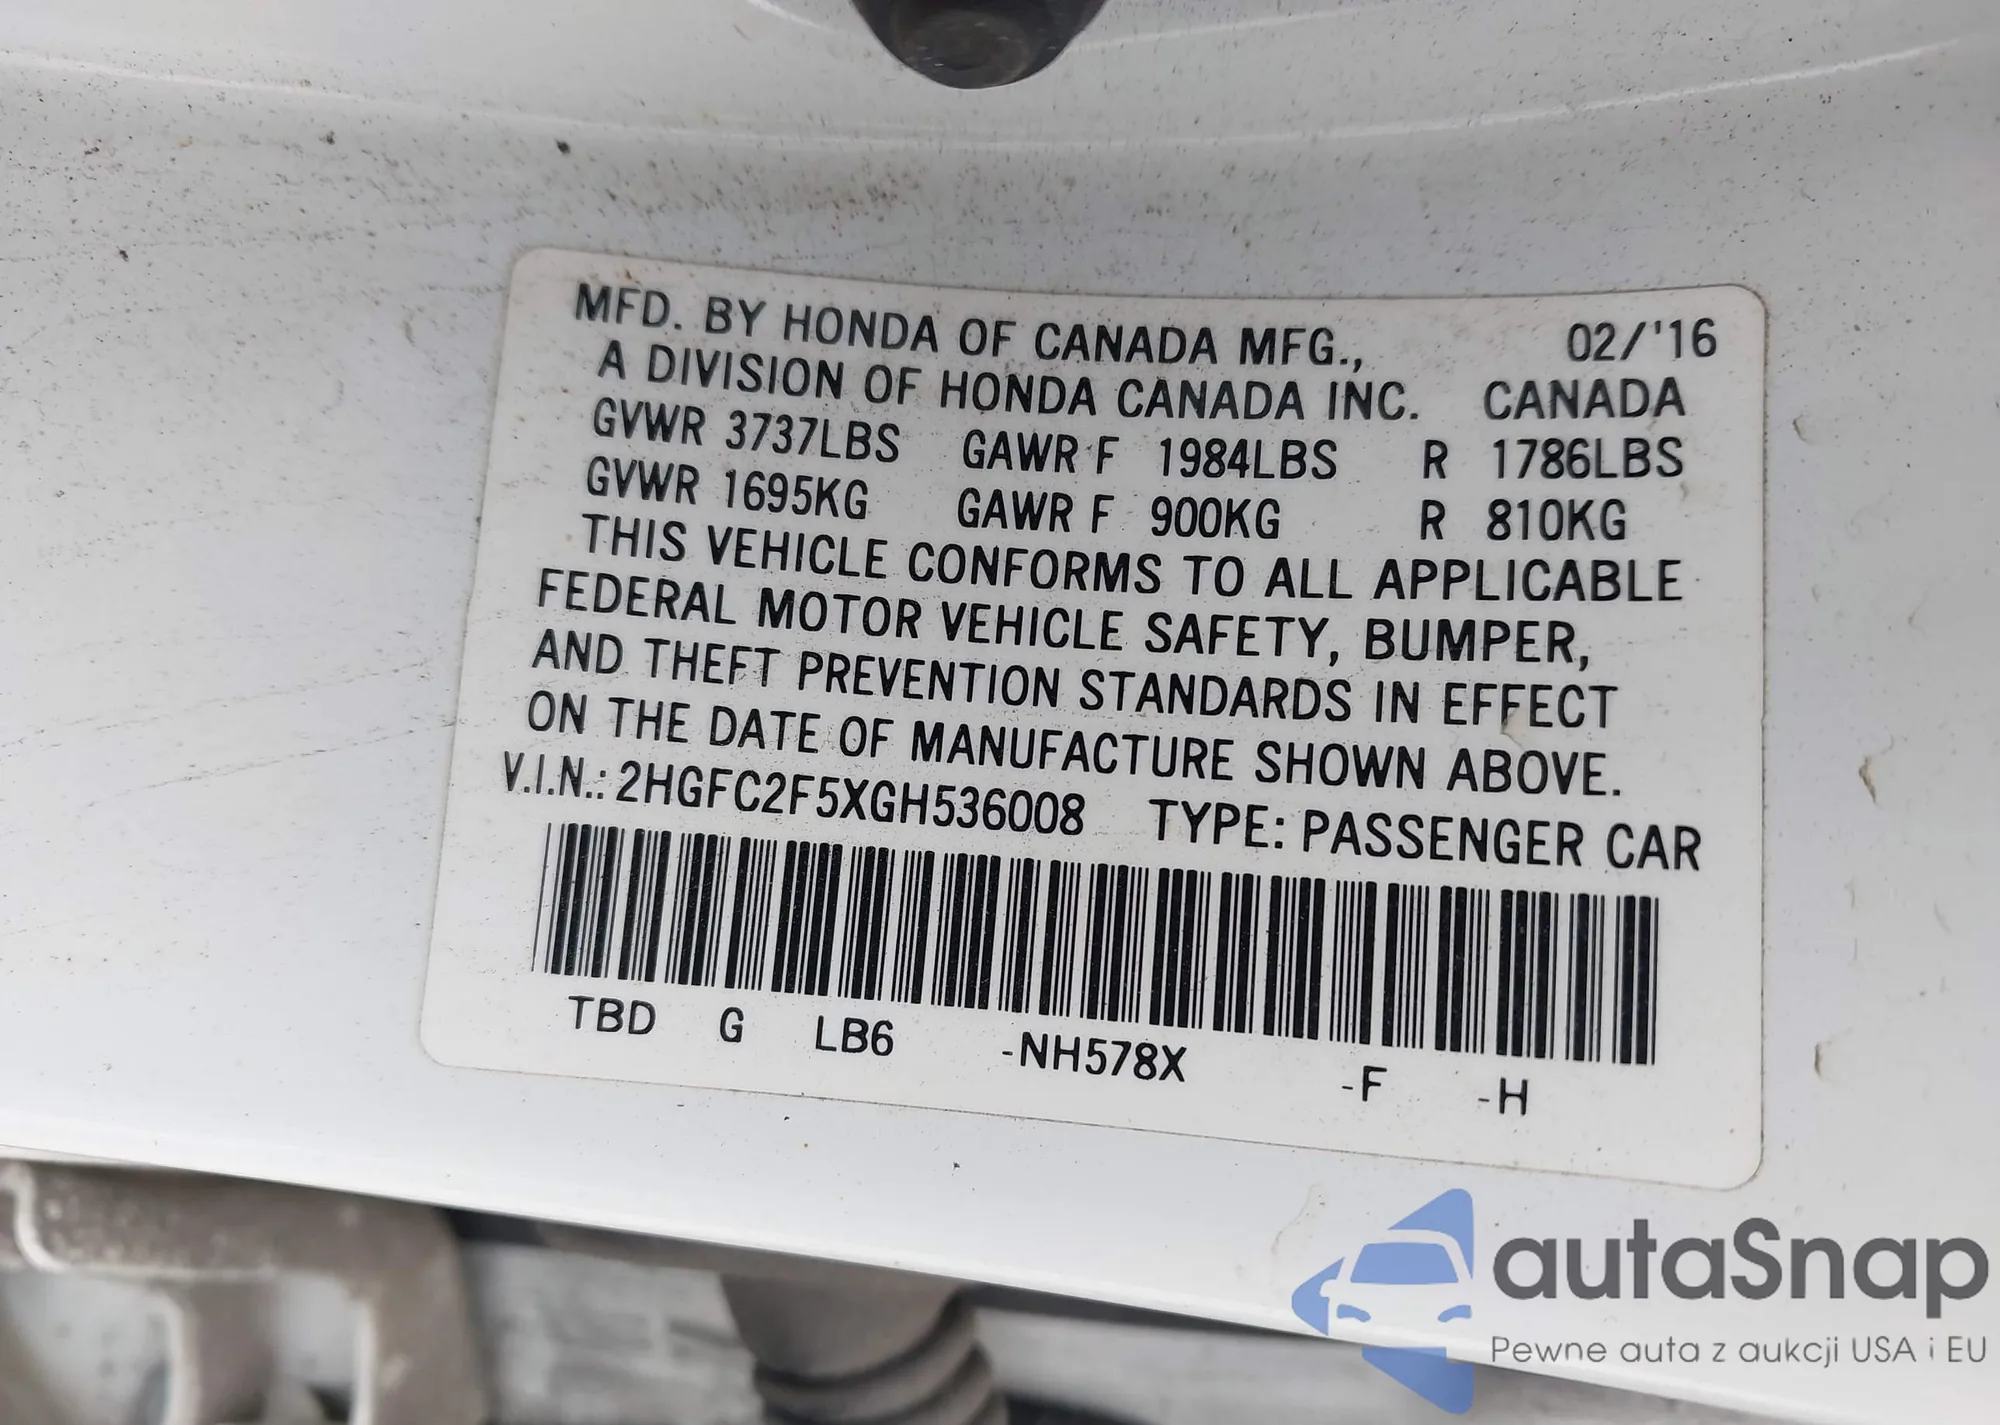 MFD. BY HONDA OF CANADA MFG., 02/'16
A DIVISION OF HONDA CANADA INC. CANADA
GVWR 3737LBS GAWR F 1984LBS R 1786LBS
GVWR 1695KG GAWR F 900KG R 810KG
THIS VEHICLE CONFORMS TO ALL APPLICABLE
FEDERAL MOTOR VEHICLE SAFETY, BUMPER,
AND THEFT PREVENTION STANDARDS IN EFFECT
ON THE DATE OF MANUFACTURE SHOWN ABOVE.
V.I.N.: 2HGFC2F5XGH536008 TYPE: PASSENGER CAR
TBD G LB6 -NH578X -F -H
autaSnap
Pewne auta z aukcji USA i EU